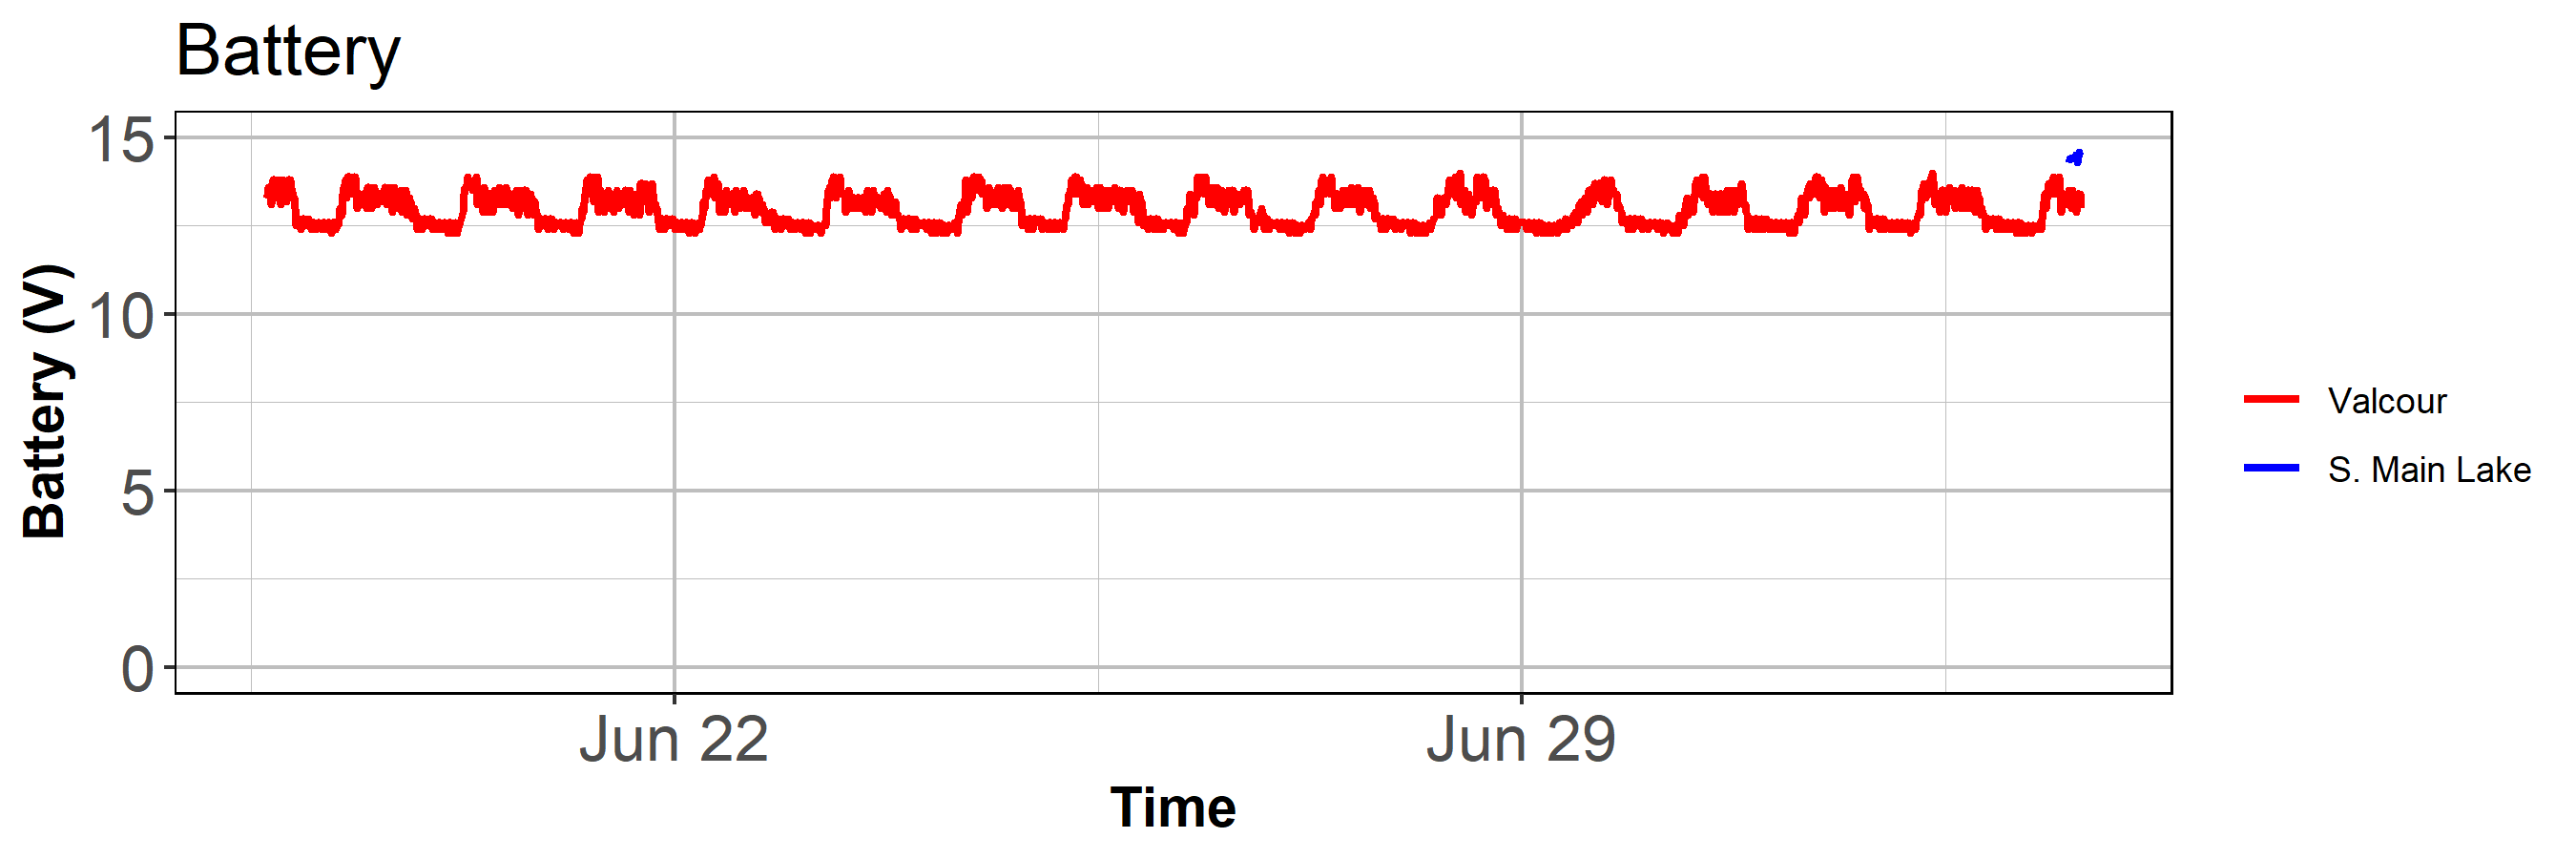 Battery
15
10
5
0
Battery (V)
Jun 22
Jun 29
Time
Valcour
S. Main Lake